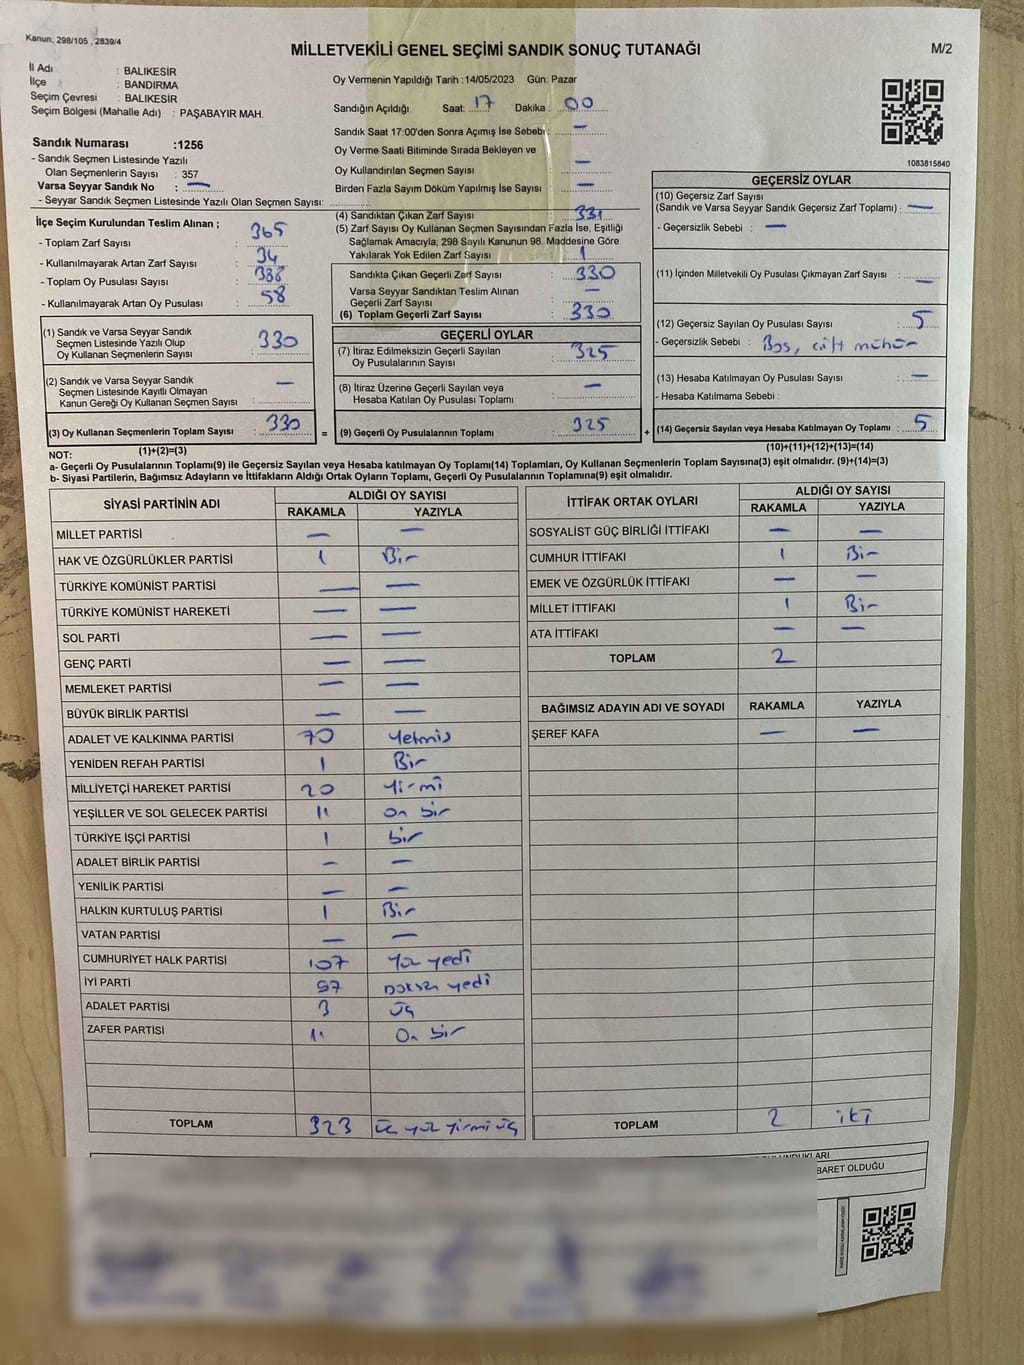 Kanun; 298/105 , 2839/4
MİLLETVEKİLİ GENEL SEÇİMİ SANDIK SONUÇ TUTANAĞI
M/2
İl Adı : BALIKESİR
İlçe : BANDIRMA
Seçim Çevresi : BALIKESİR
Seçim Bölgesi (Mahalle Adı) : PAŞABAYIR MAH.
Oy Vermenin Yapıldığı Tarih :14/05/2023 Gün: Pazar
Sandığın Açıldığı Saat: 17 Dakika : 00
Sandık Saat 17:00'den Sonra Açımış İse Sebebi: —
Oy Verme Saati Bitiminde Sırada Bekleyen ve
Oy Kullandırılan Seçmen Sayısı : —
Birden Fazla Sayım Döküm Yapılmış İse Sayısı : —
1083815840
Sandık Numarası :1256
- Sandık Seçmen Listesinde Yazılı
Olan Seçmenlerin Sayısı : 357
Varsa Seyyar Sandık No : —
- Seyyar Sandık Seçmen Listesinde Yazılı Olan Seçmen Sayısı:
İlçe Seçim Kurulundan Teslim Alınan ;
- Toplam Zarf Sayısı : 365
- Kullanılmayarak Artan Zarf Sayısı : 34
- Toplam Oy Pusulası Sayısı : 388
- Kullanılmayarak Artan Oy Pusulası : 58
(1) Sandık ve Varsa Seyyar Sandık
Seçmen Listesinde Yazılı Olup
Oy Kullanan Seçmenlerin Sayısı : 330
(2) Sandık ve Varsa Seyyar Sandık
Seçmen Listesinde Kayıtlı Olmayan
Kanun Gereği Oy Kullanan Seçmen Sayısı : —
(3) Oy Kullanan Seçmenlerin Toplam Sayısı : 330
(1)+(2)=(3)
(4) Sandıktan Çıkan Zarf Sayısı : 331
(5) Zarf Sayısı Oy Kullanan Seçmen Sayısından Fazla İse, Eşitliği
Sağlamak Amacıyla; 298 Sayılı Kanunun 98. Maddesine Göre
Yakılarak Yok Edilen Zarf Sayısı : 1
Sandıkta Çıkan Geçerli Zarf Sayısı : 330
Varsa Seyyar Sandıktan Teslim Alınan
Geçerli Zarf Sayısı : —
(6) Toplam Geçerli Zarf Sayısı : 330
GEÇERLİ OYLAR
(7) İtiraz Edilmeksizin Geçerli Sayılan
Oy Pusulalarının Sayısı : 325
(8) İtiraz Üzerine Geçerli Sayılan veya
Hesaba Katılan Oy Pusulası Toplamı : —
= (9) Geçerli Oy Pusulalarının Toplamı : 325
GEÇERSİZ OYLAR
(10) Geçersiz Zarf Sayısı
(Sandık ve Varsa Seyyar Sandık Geçersiz Zarf Toplamı) : —
- Geçersizlik Sebebi : —
(11) İçinden Milletvekili Oy Pusulası Çıkmayan Zarf Sayısı : —
(12) Geçersiz Sayılan Oy Pusulası Sayısı : 5
- Geçersizlik Sebebi : Boş, çift mühür
(13) Hesaba Katılmayan Oy Pusulası Sayısı : —
- Hesaba Katılmama Sebebi :
+ (14) Geçersiz Sayılan veya Hesaba Katılmayan Oy Toplamı : 5
(10)+(11)+(12)+(13)=(14)
NOT:
a- Geçerli Oy Pusulalarının Toplamı(9) ile Geçersiz Sayılan veya Hesaba katılmayan Oy Toplamı(14) Toplamları, Oy Kullanan Seçmenlerin Toplam Sayısına(3) eşit olmalıdır. (9)+(14)=(3)
b- Siyasi Partilerin, Bağımsız Adayların ve İttifakların Aldığı Ortak Oyların Toplamı, Geçerli Oy Pusulalarının Toplamına(9) eşit olmalıdır.
SİYASİ PARTİNİN ADI ALDIĞI OY SAYISI
RAKAMLA YAZIYLA
MİLLET PARTİSİ — —
HAK VE ÖZGÜRLÜKLER PARTİSİ 1 Bir
TÜRKİYE KOMÜNİST PARTİSİ — —
TÜRKİYE KOMÜNİST HAREKETİ — —
SOL PARTİ — —
GENÇ PARTİ — —
MEMLEKET PARTİSİ — —
BÜYÜK BİRLİK PARTİSİ — —
ADALET VE KALKINMA PARTİSİ 70 Yetmiş
YENİDEN REFAH PARTİSİ 1 Bir
MİLLİYETÇİ HAREKET PARTİSİ 20 Yirmi
YEŞİLLER VE SOL GELECEK PARTİSİ 11 On bir
TÜRKİYE İŞÇİ PARTİSİ 1 bir
ADALET BİRLİK PARTİSİ — —
YENİLİK PARTİSİ — —
HALKIN KURTULUŞ PARTİSİ 1 Bir
VATAN PARTİSİ — —
CUMHURİYET HALK PARTİSİ 107 Yüz yedi
İYİ PARTİ 97 Doksan yedi
ADALET PARTİSİ 3 Üç
ZAFER PARTİSİ 11 On bir
TOPLAM 323 Üç yüz yirmi üç
İTTİFAK ORTAK OYLARI ALDIĞI OY SAYISI
RAKAMLA YAZIYLA
SOSYALİST GÜÇ BİRLİĞİ İTTİFAKI — —
CUMHUR İTTİFAKI 1 Bir
EMEK VE ÖZGÜRLÜK İTTİFAKI — —
MİLLET İTTİFAKI 1 Bir
ATA İTTİFAKI — —
TOPLAM 2
BAĞIMSIZ ADAYIN ADI VE SOYADI RAKAMLA YAZIYLA
ŞEREF KAFA — —
TOPLAM 2 iki
BARET OLDUĞU